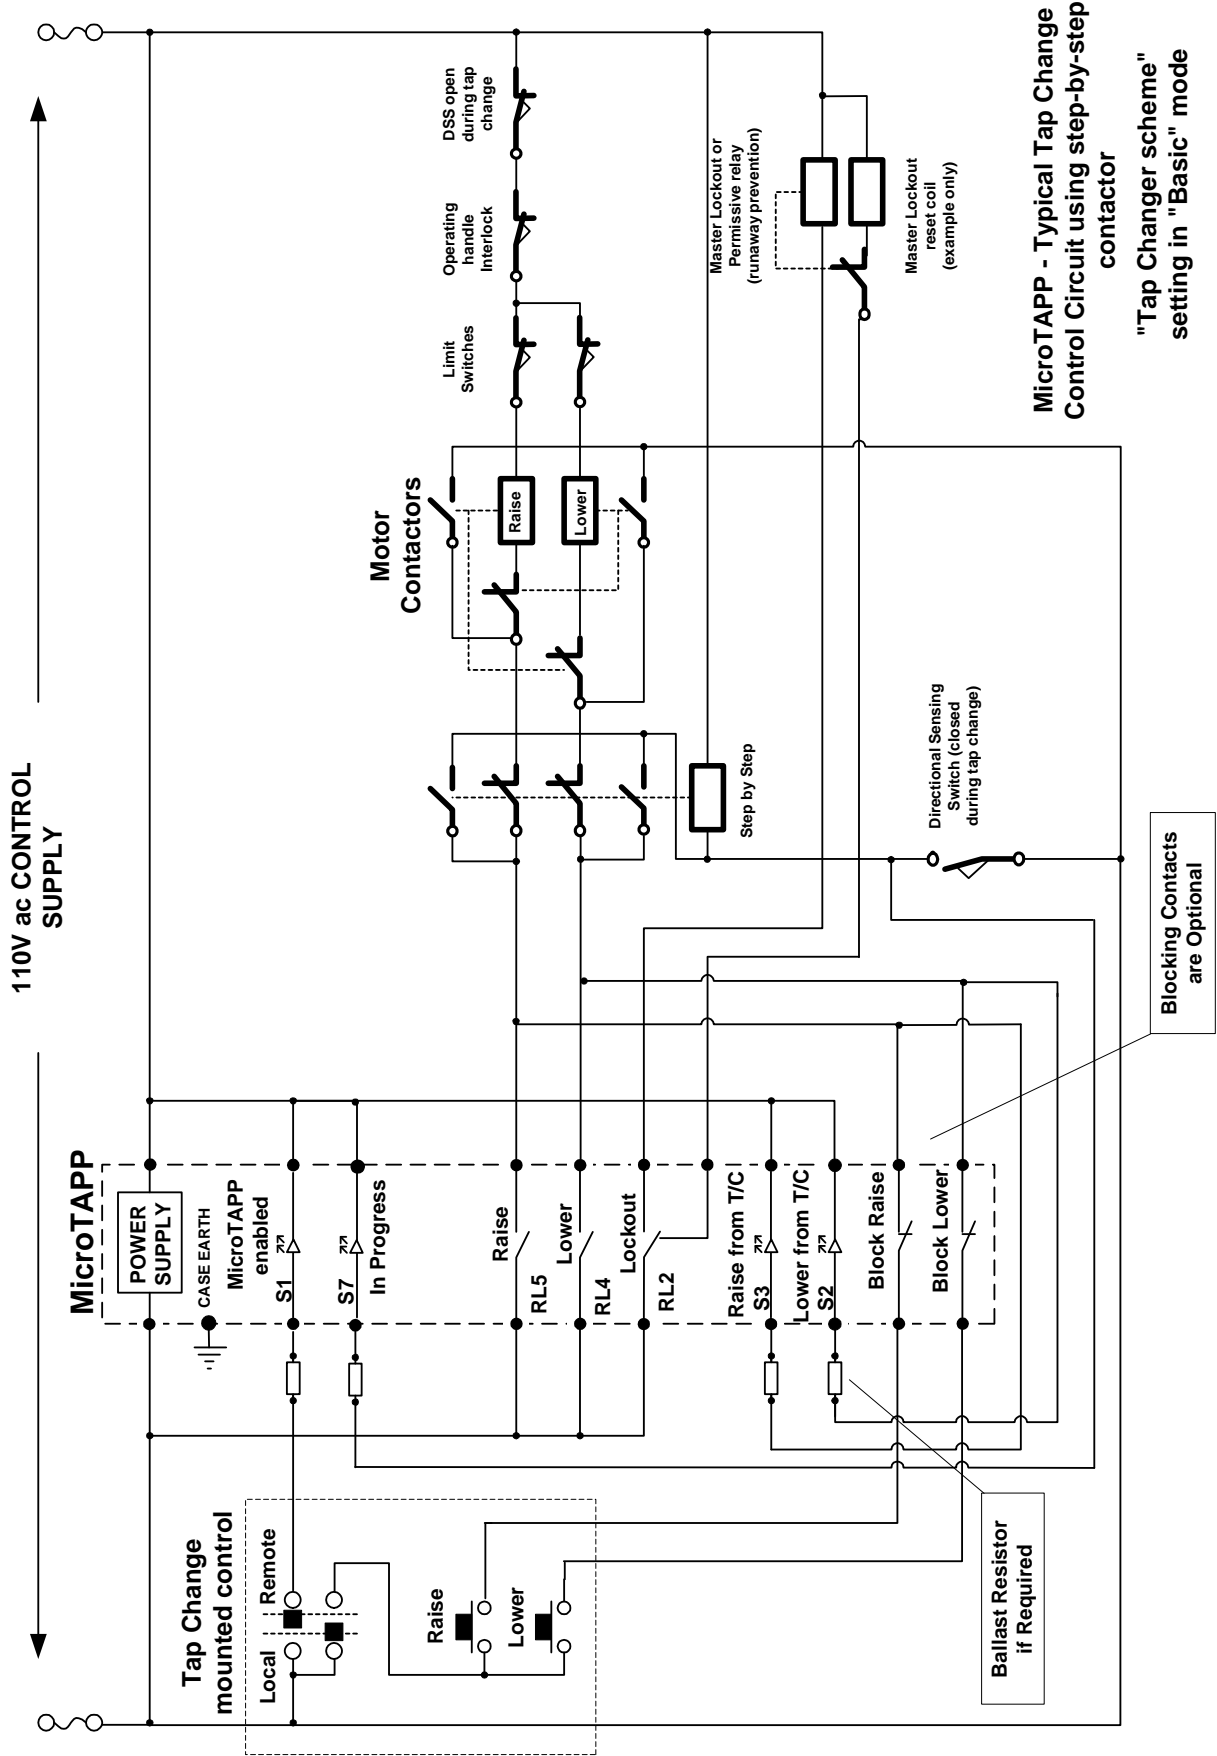 110V ac CONTROL
SUPPLY
MicroTAPP
POWER
SUPPLY
CASE EARTH
MicroTAPP
enabled
S1
S7
In Progress
Raise
RL5
Lower
RL4
Lockout
RL2
Raise from T/C
S3
Lower from T/C
S2
Block Raise
Block Lower
Tap Change
mounted control
Local
Remote
Raise
Lower
Ballast Resistor
if Required
Blocking Contacts
are Optional
Motor
Contactors
Raise
Lower
Step by Step
Directional Sensing
Switch (closed
during tap change)
Limit
Switches
Operating
handle
Interlock
DSS open
during tap
change
Master Lockout or
Permissive relay
(runaway prevention)
Master Lockout
reset coil
(example only)
MicroTAPP - Typical Tap Change
Control Circuit using step-by-step
contactor
"Tap Changer scheme"
setting in "Basic" mode